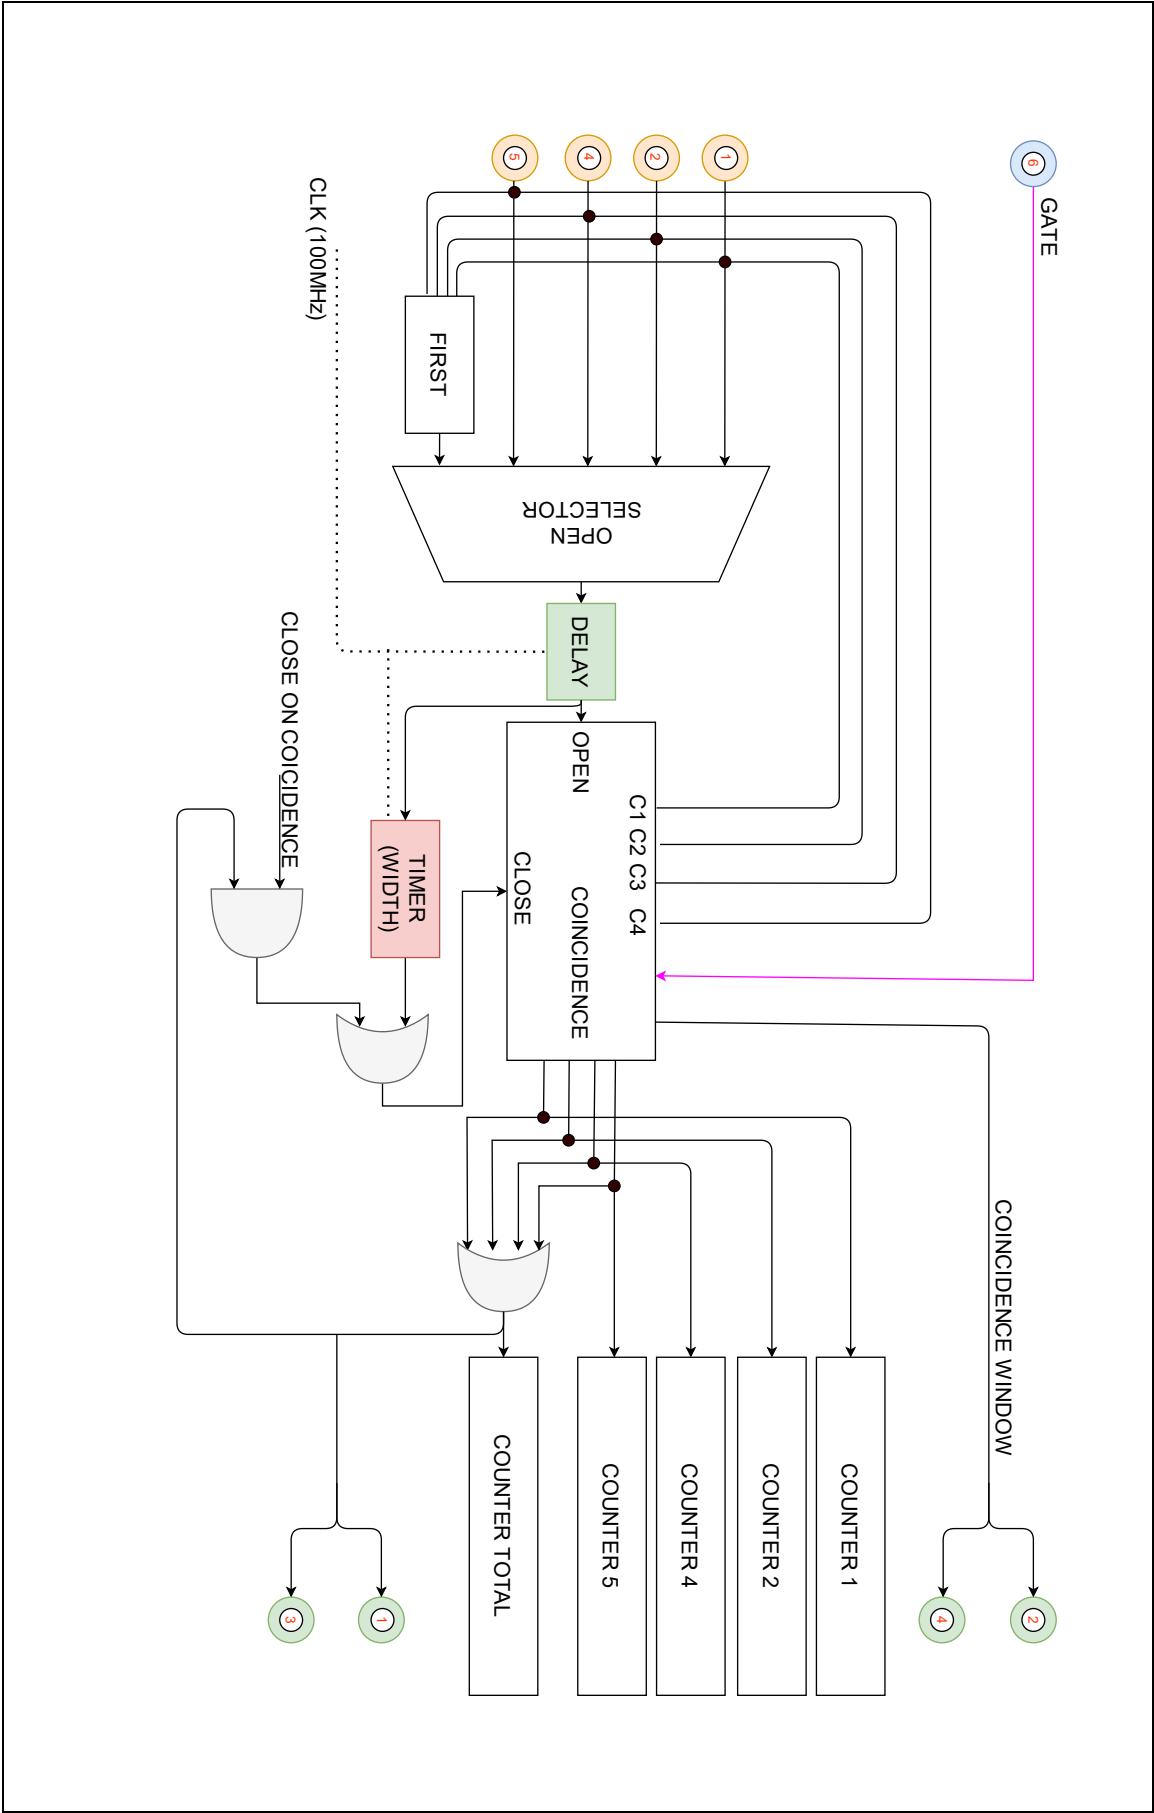 6
GATE
1
2
4
5
CLK (100MHz)
FIRST
OPEN
SELECTOR
DELAY
OPEN
C1 C2 C3 C4
COINCIDENCE
CLOSE
TIMER
(WIDTH)
CLOSE ON COICIDENCE
COINCIDENCE WINDOW
COUNTER 1
COUNTER 2
COUNTER 4
COUNTER 5
COUNTER TOTAL
2
4
1
3